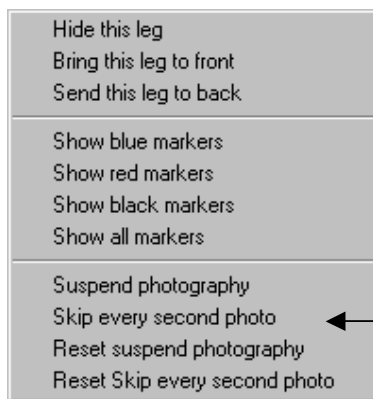 Hide this leg
Bring this leg to front
Send this leg to back
Show blue markers
Show red markers
Show black markers
Show all markers
Suspend photography
Skip every second photo
Reset suspend photography
Reset Skip every second photo